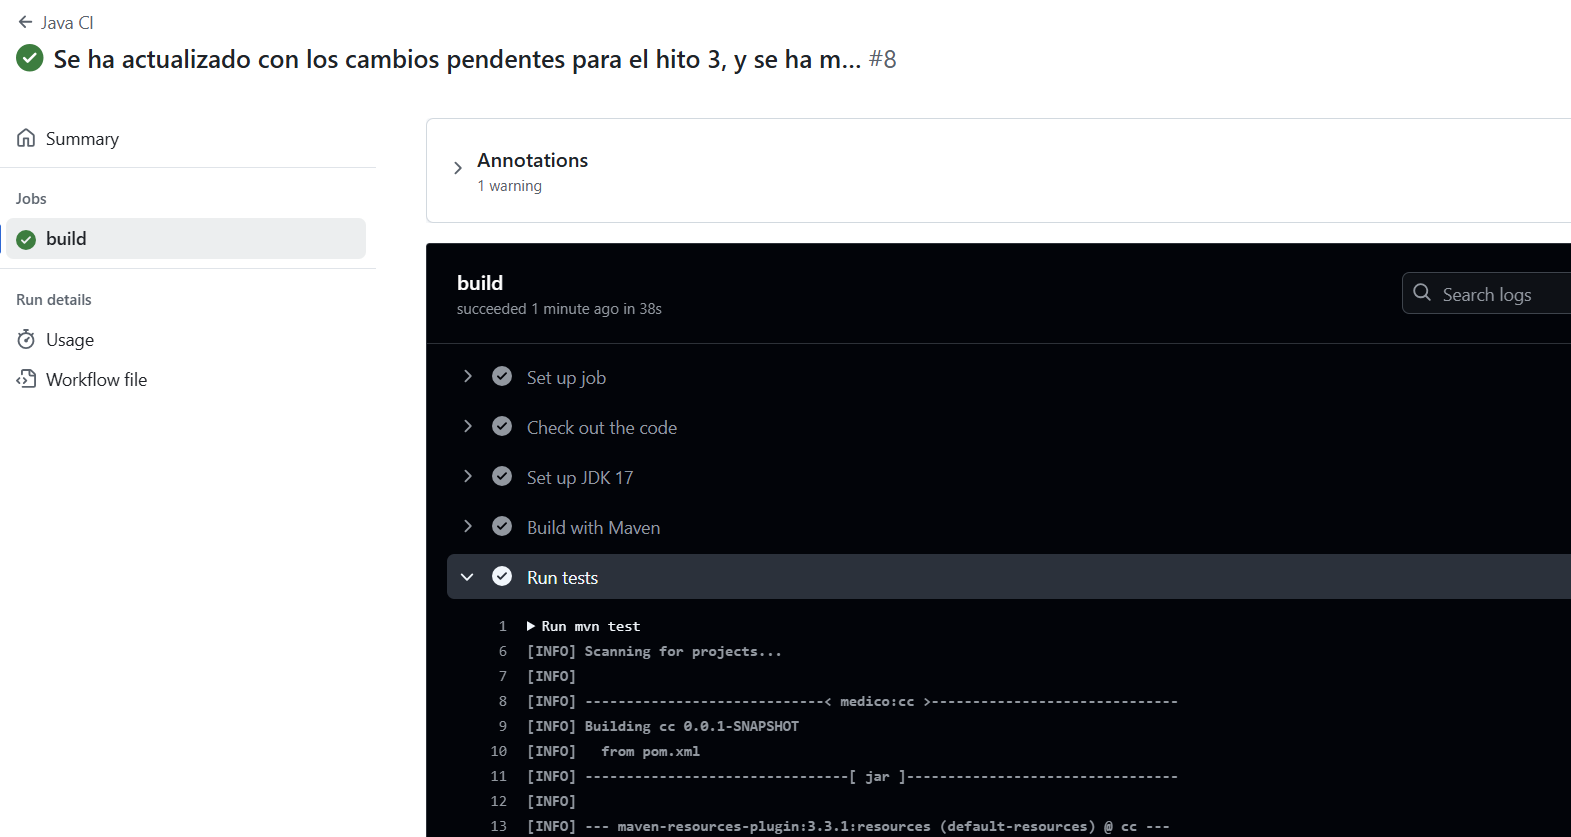 Java CI
Se ha actualizado con los cambios pendentes para el hito 3, y se ha m... #8
Summary
Jobs
build
Run details
Usage
Workflow file
Annotations
1 warning
build
succeeded 1 minute ago in 38s
Search logs
Set up job
Check out the code
Set up JDK 17
Build with Maven
Run tests
1 Run mvn test
6 [INFO] Scanning for projects...
7 [INFO]
8 [INFO] -----------------------------< medico:cc >------------------------------
9 [INFO] Building cc 0.0.1-SNAPSHOT
10 [INFO]   from pom.xml
11 [INFO] --------------------------------[ jar ]---------------------------------
12 [INFO]
13 [INFO] --- maven-resources-plugin:3.3.1:resources (default-resources) @ cc ---